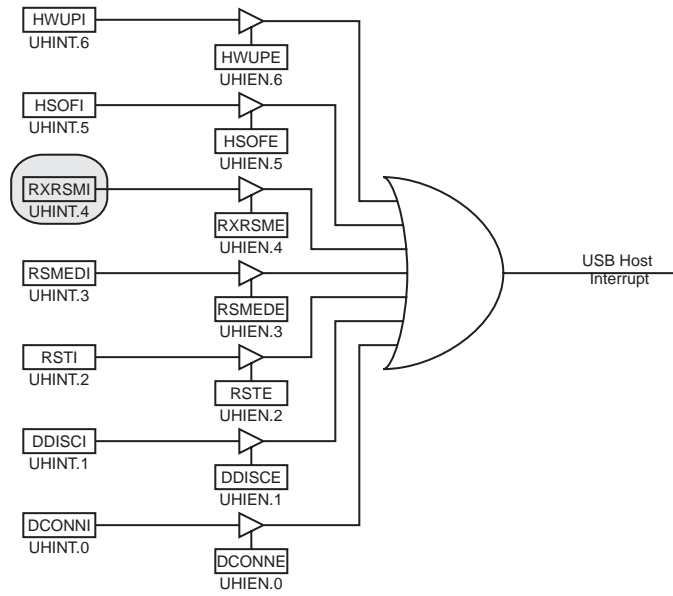 HWUPI
UHINT.6
HWUPE
UHIEN.6
HSOFI
UHINT.5
HSOFE
UHIEN.5
RXRSMI
UHINT.4
RXRSME
UHIEN.4
RSMEDI
UHINT.3
RSMEDE
UHIEN.3
RSTI
UHINT.2
RSTE
UHIEN.2
DDISCI
UHINT.1
DDISCE
UHIEN.1
DCONNI
UHINT.0
DCONNE
UHIEN.0
USB Host
Interrupt